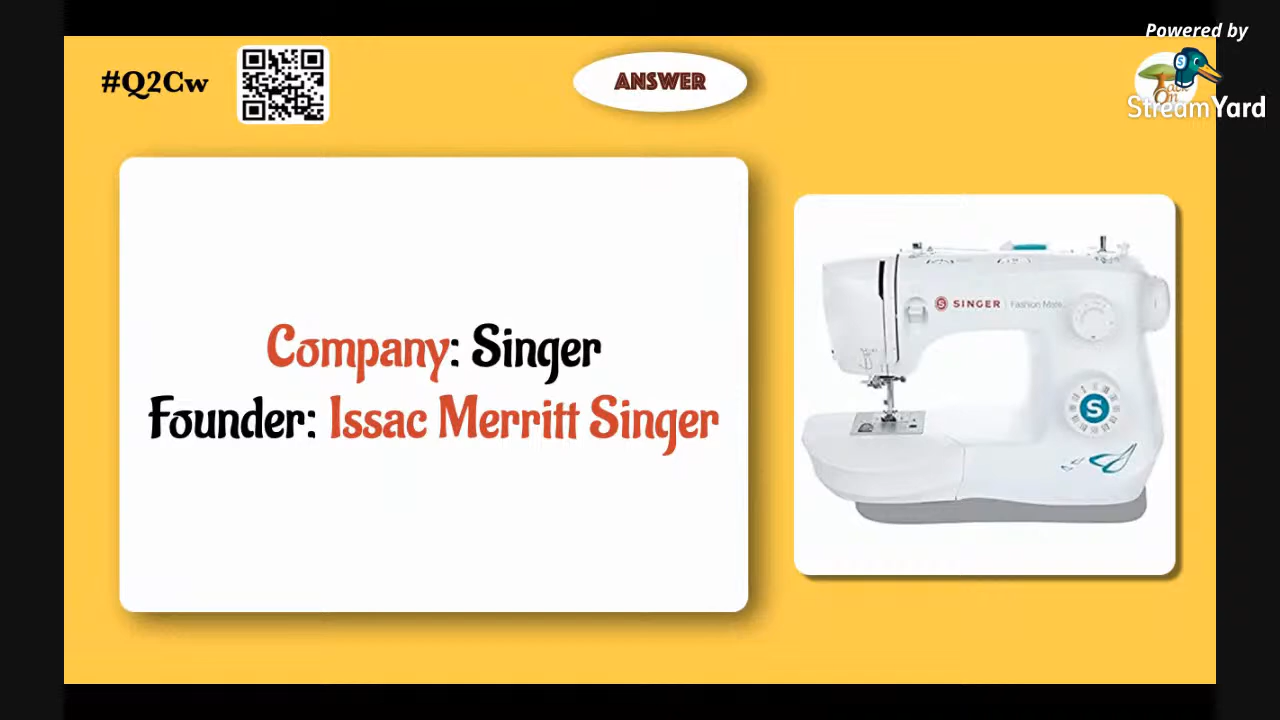 Powered by
#Q2Cw
ANSWER
StreamYard
Company: Singer
Founder: Issac Merritt Singer
S SINGER | Fashion Mate
S